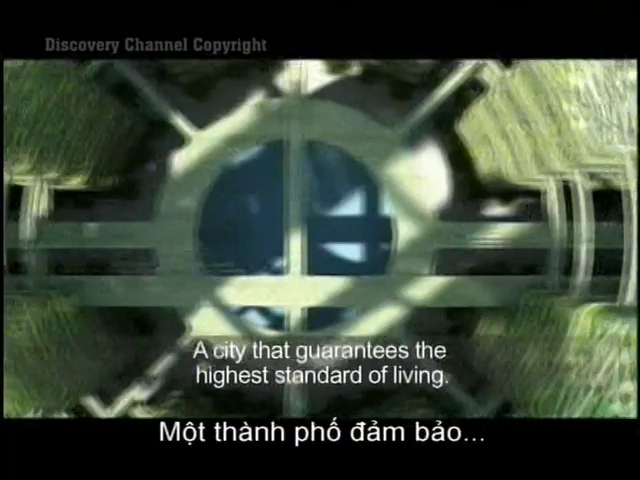 Discovery Channel Copyright
A city that guarantees the
highest standard of living.
Một thành phố đảm bảo...